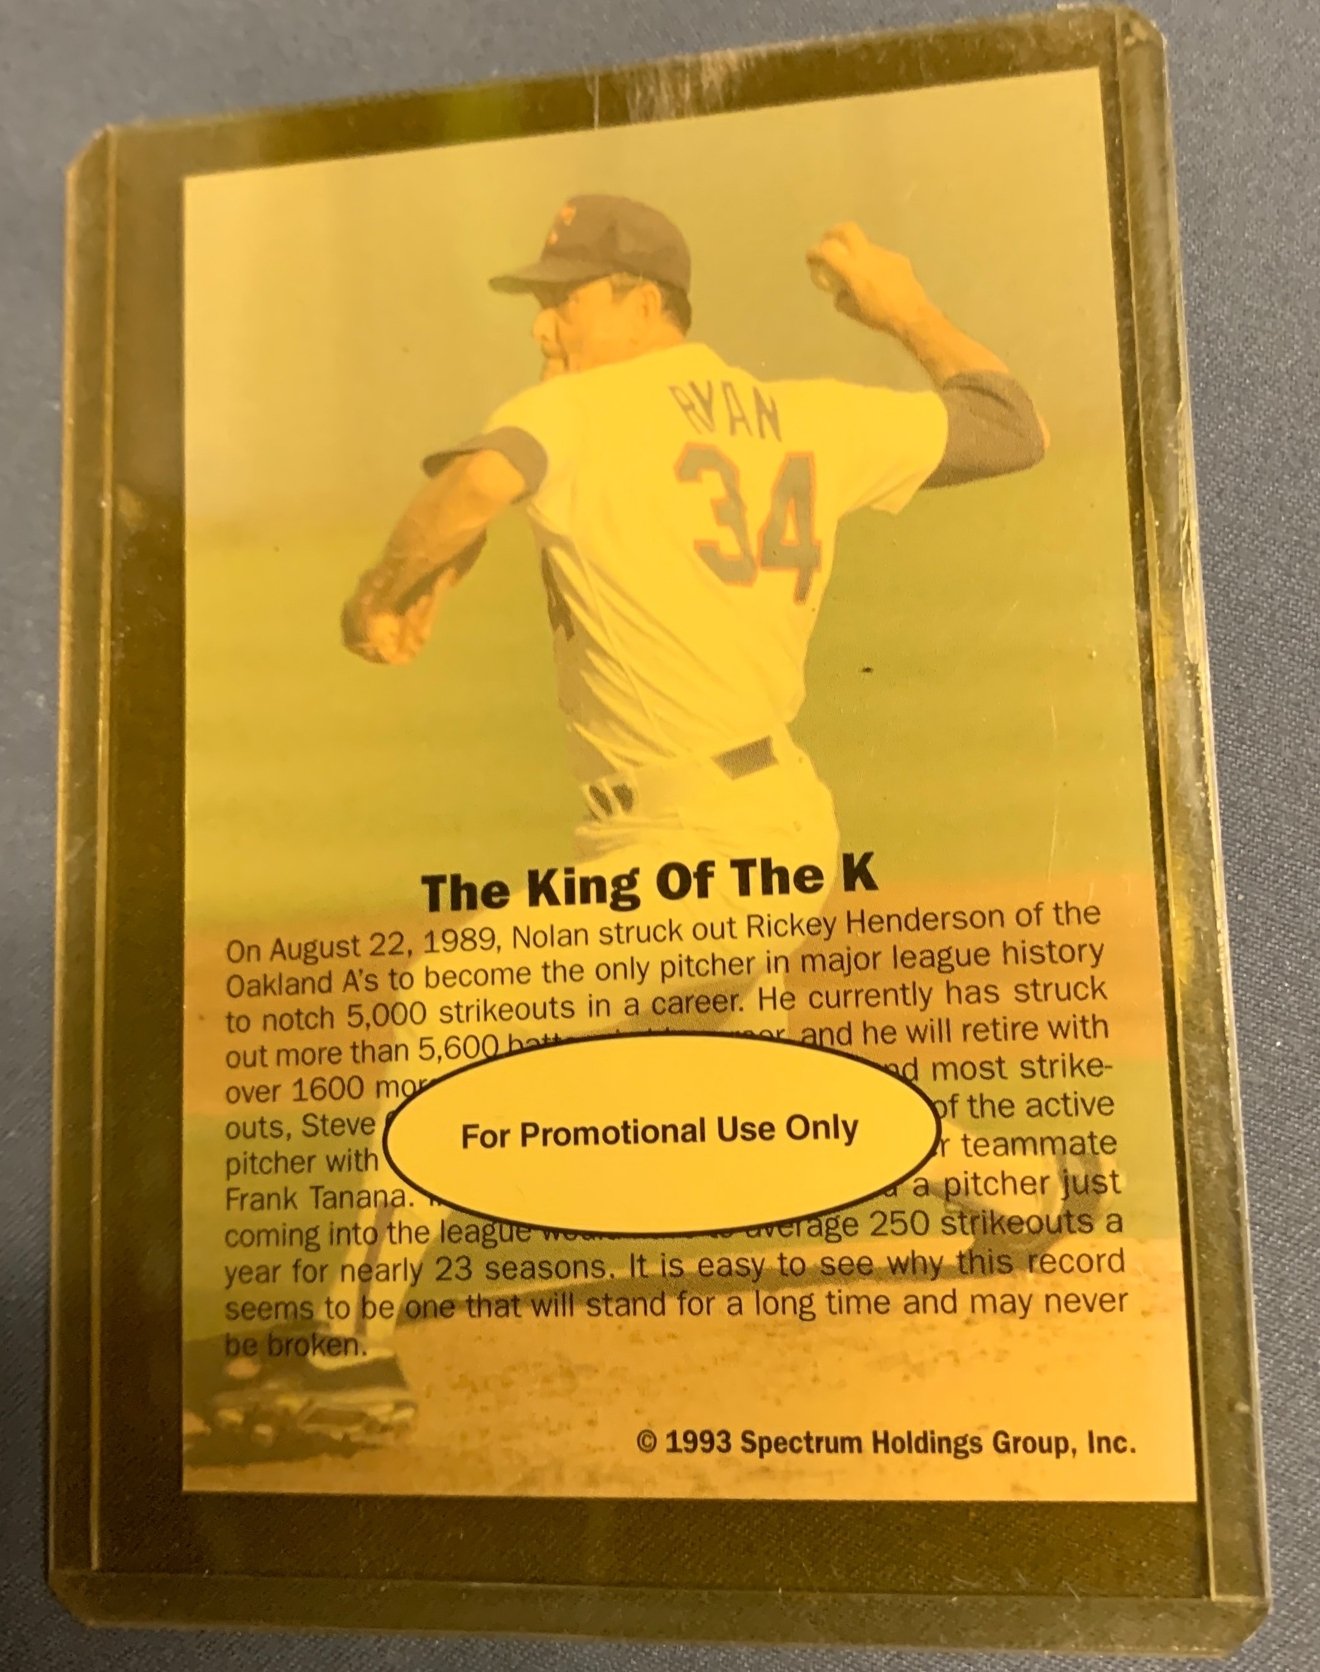 RYAN
34
The King Of The K
On August 22, 1989, Nolan struck out Rickey Henderson of the
Oakland A's to become the only pitcher in major league history
to notch 5,000 strikeouts in a career. He currently has struck
out more than 5,600 and he will retire with
over 1600 most strike-
outs, Steve of the active
pitcher with teammate
Frank Tanana. a pitcher just
coming into the league average 250 strikeouts a
year for nearly 23 seasons. It is easy to see why this record
seems to be one that will stand for a long time and may never
be broken.
For Promotional Use Only
© 1993 Spectrum Holdings Group, Inc.